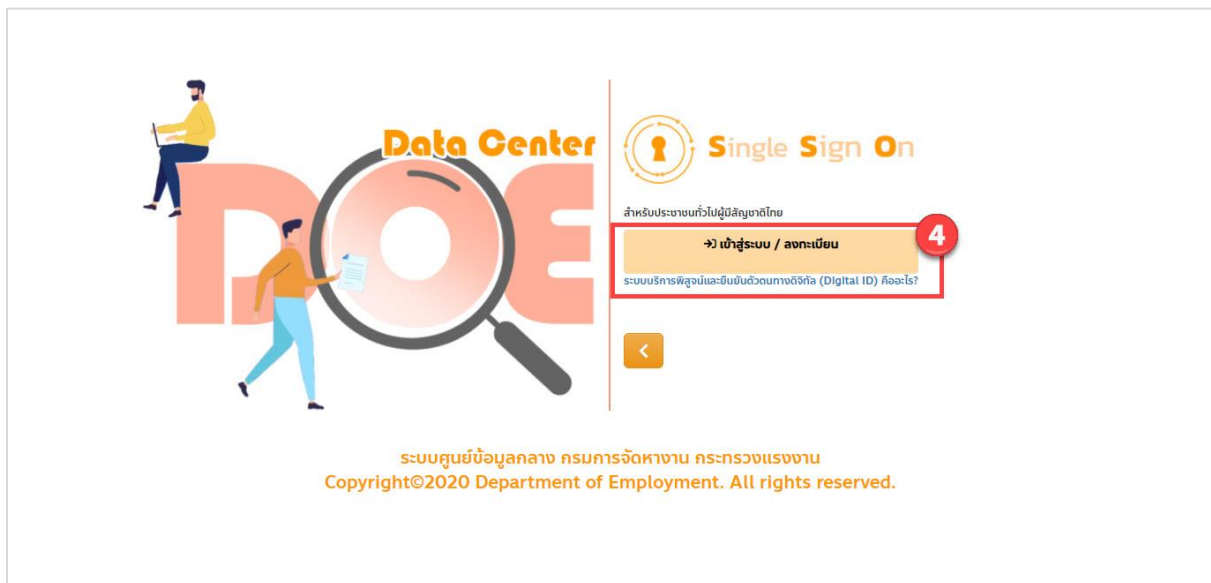 DOE
Data Center
Single Sign On
สำหรับประชาชนทั่วไปผู้มีสัญชาติไทย
เข้าสู่ระบบ / ลงทะเบียน
4
ระบบบริการพิสูจน์และยืนยันตัวตนทางดิจิทัล (Digital ID) คืออะไร?
ระบบศูนย์ข้อมูลกลาง กรมการจัดหางาน กระทรวงแรงงาน
Copyright©2020 Department of Employment. All rights reserved.